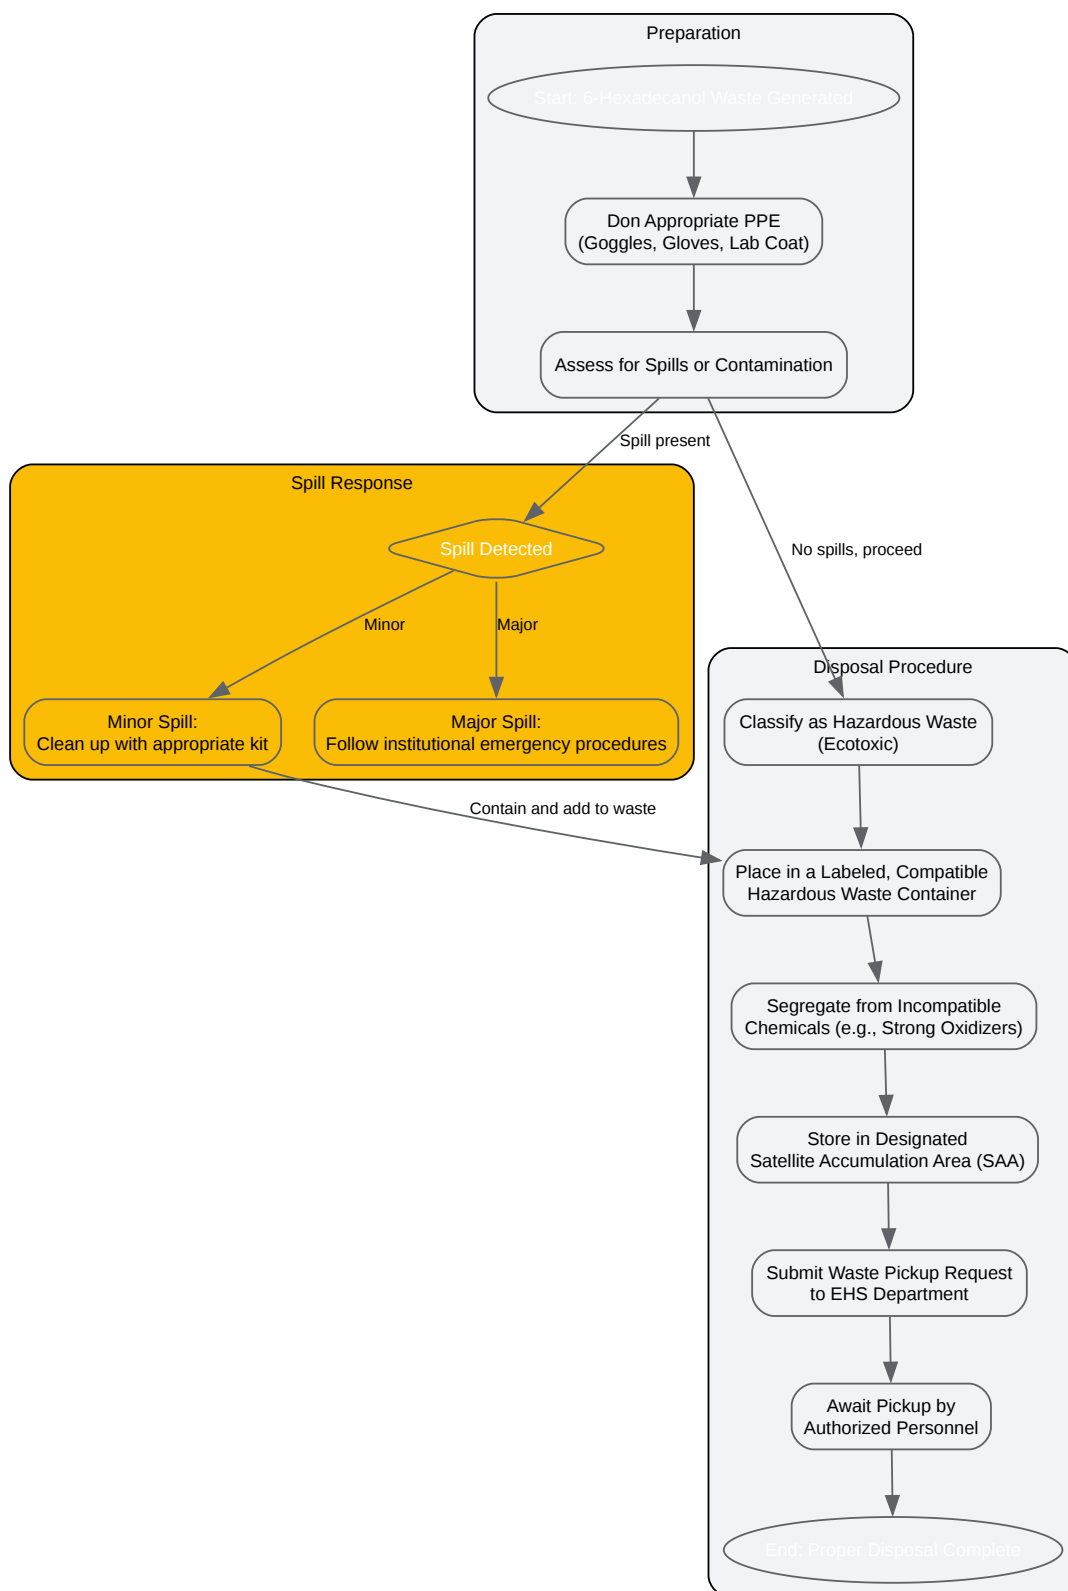 Preparation
Start: 6-Hexadecanol Waste Generated
Don Appropriate PPE
(Goggles, Gloves, Lab Coat)
Assess for Spills or Contamination
Spill present
No spills, proceed
Spill Response
Spill Detected
Minor
Major
Minor Spill:
Clean up with appropriate kit
Major Spill:
Follow institutional emergency procedures
Contain and add to waste
Disposal Procedure
Classify as Hazardous Waste
(Ecotoxic)
Place in a Labeled, Compatible
Hazardous Waste Container
Segregate from Incompatible
Chemicals (e.g., Strong Oxidizers)
Store in Designated
Satellite Accumulation Area (SAA)
Submit Waste Pickup Request
to EHS Department
Await Pickup by
Authorized Personnel
End: Proper Disposal Complete